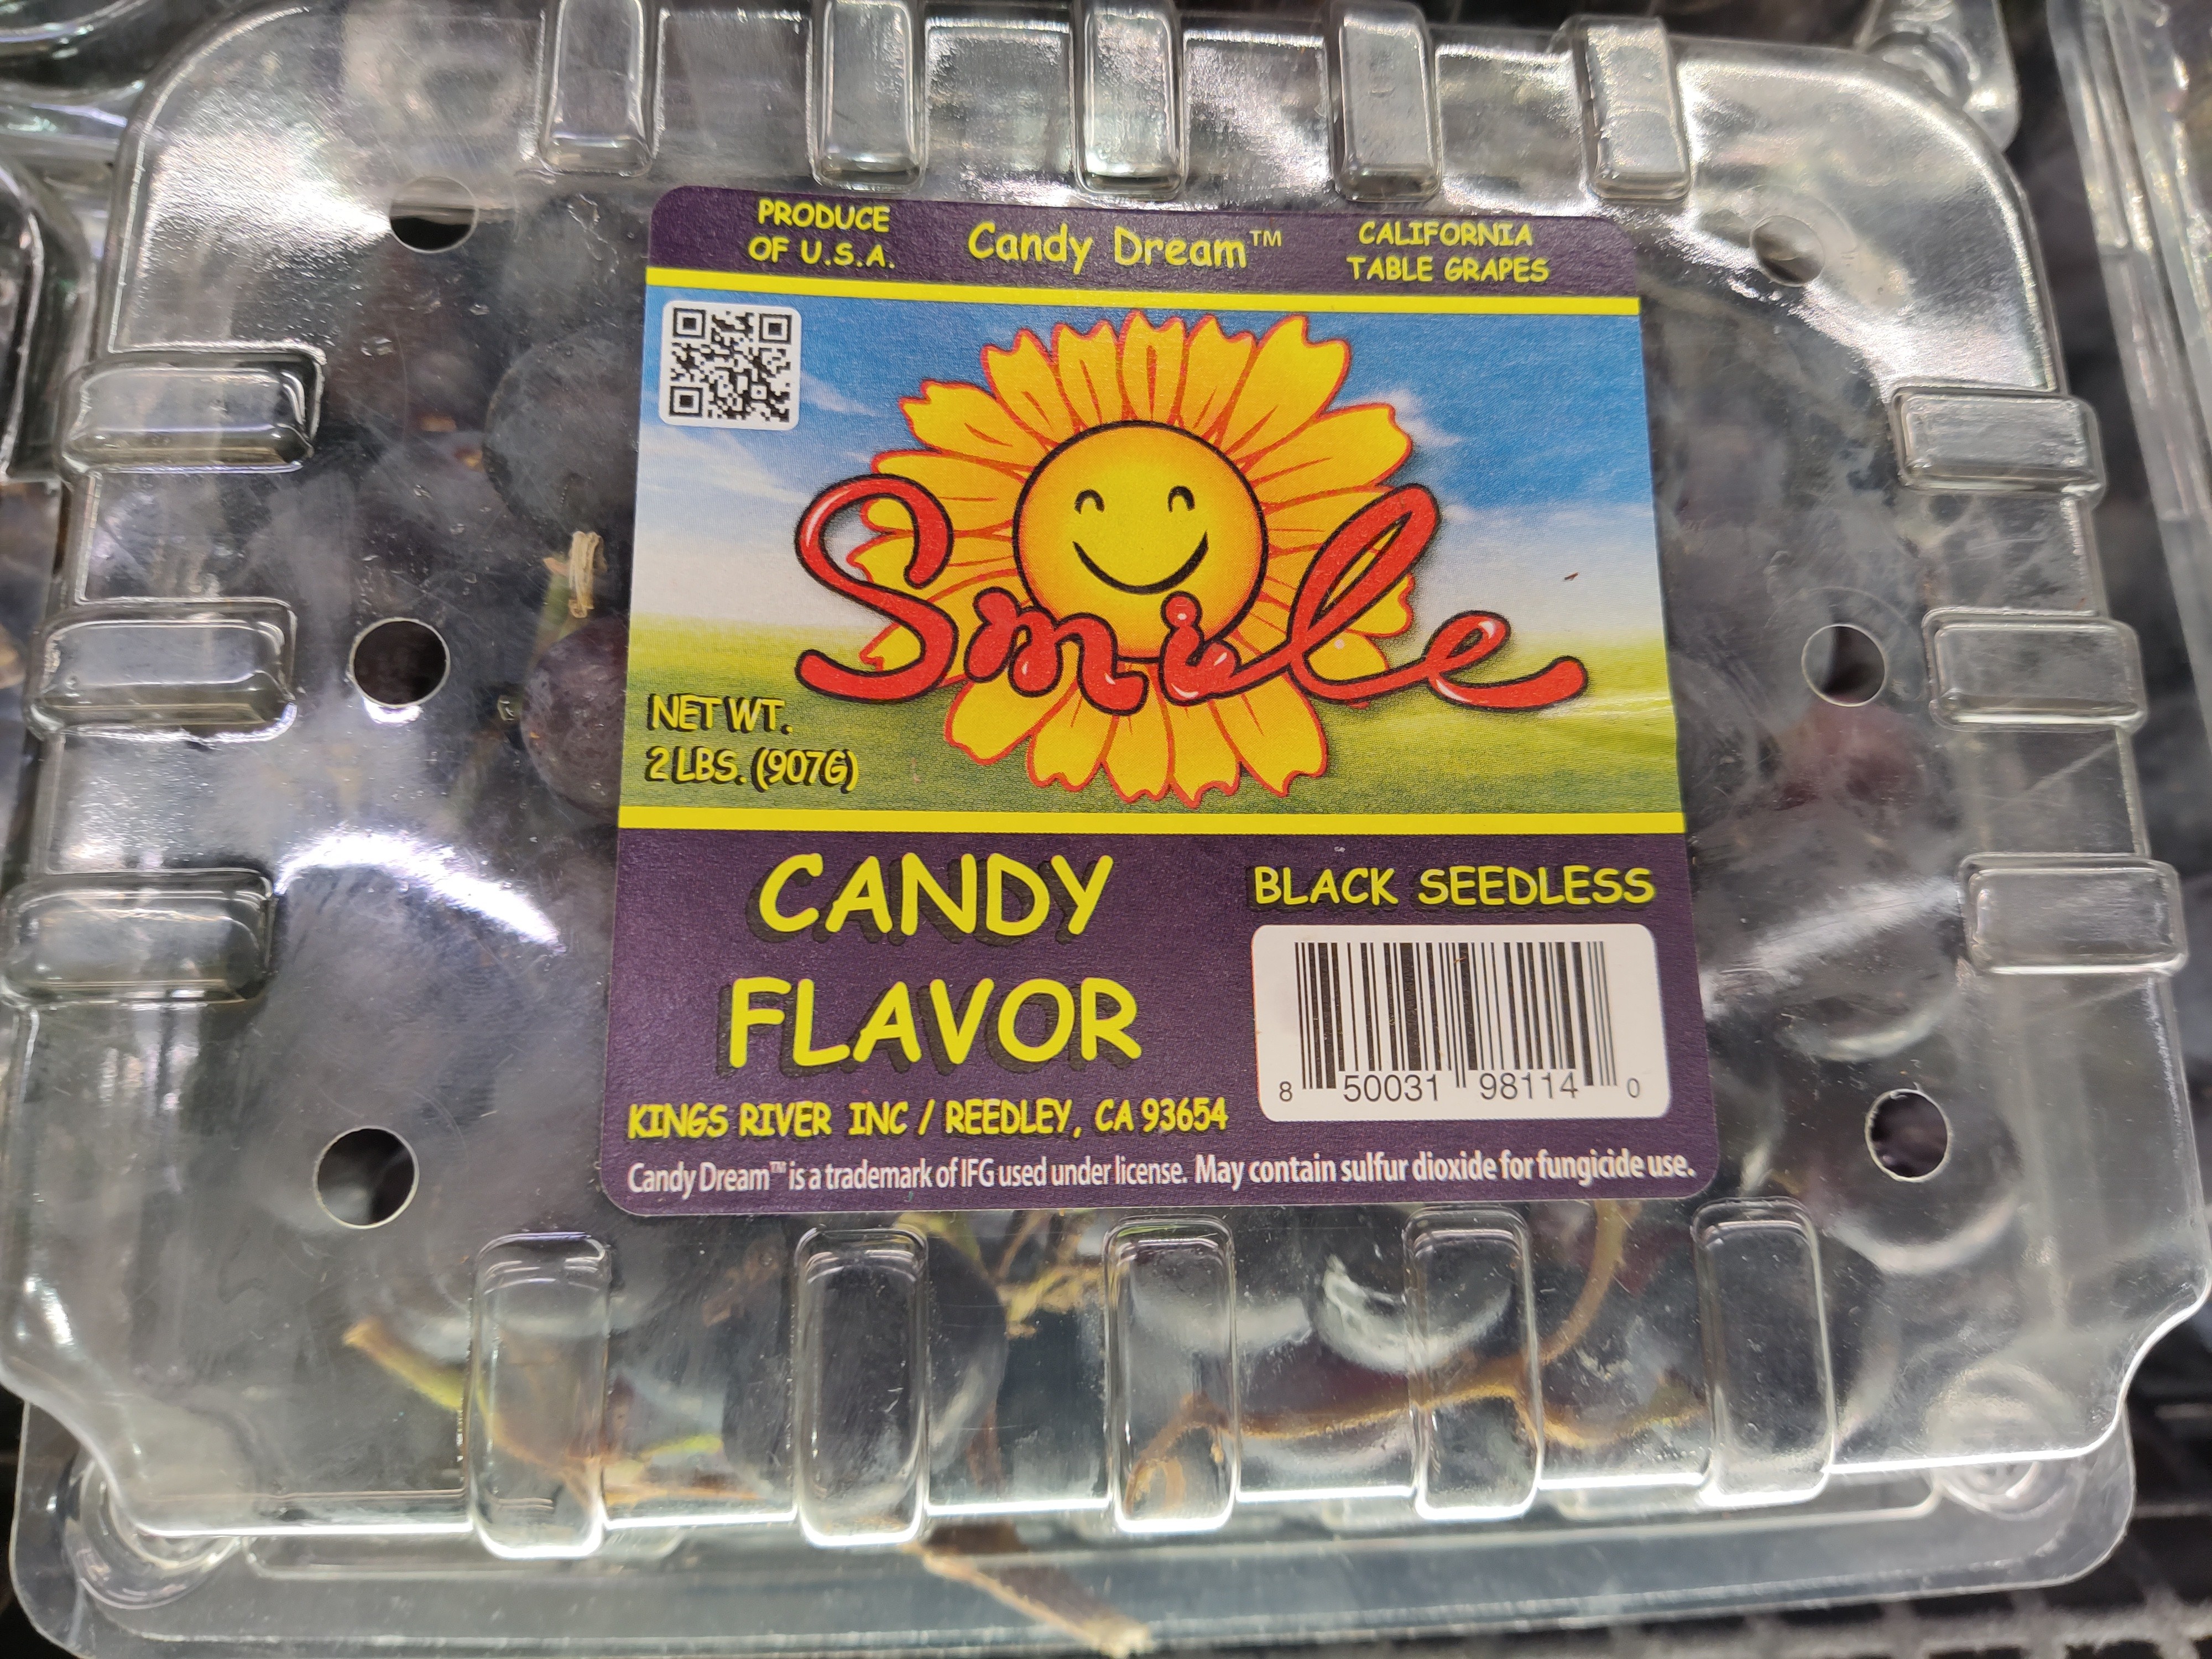 PRODUCE
OF U.S.A.
Candy Dream™
CALIFORNIA
TABLE GRAPES
Smile
NET WT.
2 LBS. (907G)
CANDY
FLAVOR
BLACK SEEDLESS
8 50031 98114 0
KINGS RIVER INC / REEDLEY, CA 93654
Candy Dream™ is a trademark of IFG used under license. May contain sulfur dioxide for fungicide use.